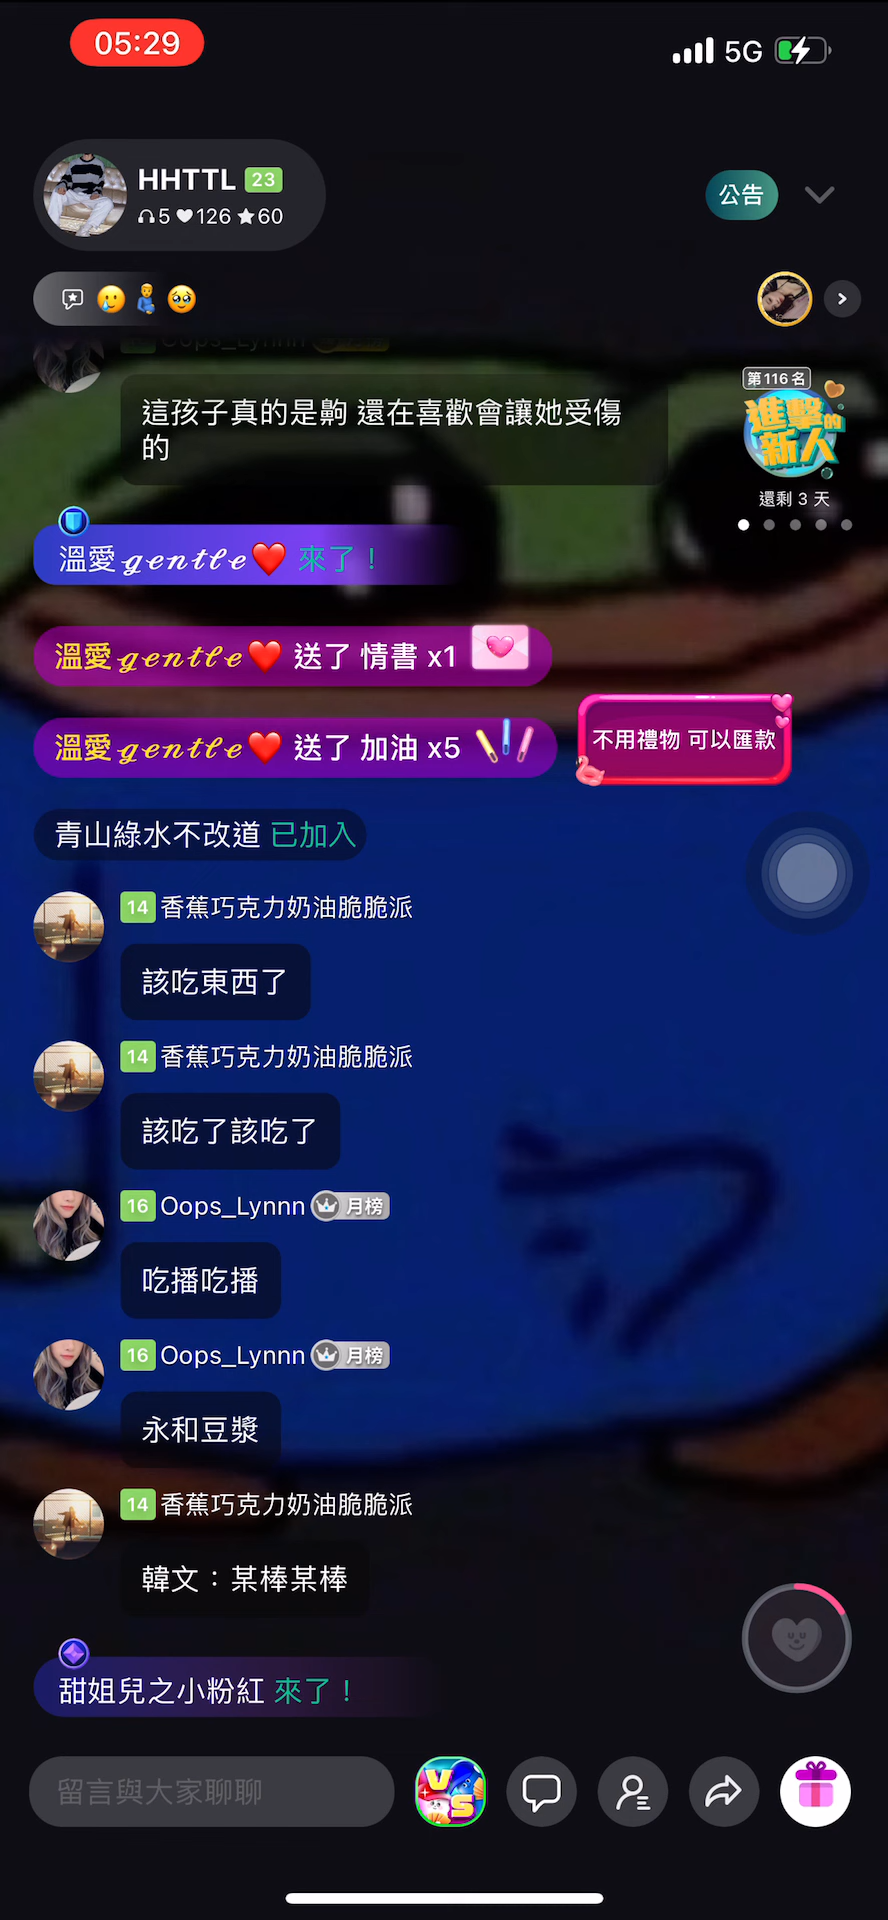 05:29
5G
HHTTL 23
5 126 60
公告
Oops_Lynnn
第116名
這孩子真的是齁 還在喜歡會讓她受傷
的
進擊的
新人
還剩 3 天
溫愛gentle❤️ 來了！
溫愛gentle❤️ 送了 情書 x1
溫愛gentle❤️ 送了 加油 x5
不用禮物 可以匯款
青山綠水不改道 已加入
14 香蕉巧克力奶油脆脆派
該吃東西了
14 香蕉巧克力奶油脆脆派
該吃了該吃了
16 Oops_Lynnn 月榜
吃播吃播
16 Oops_Lynnn 月榜
永和豆漿
14 香蕉巧克力奶油脆脆派
韓文：某棒某棒
甜姐兒之小粉紅 來了！
留言與大家聊聊
VS